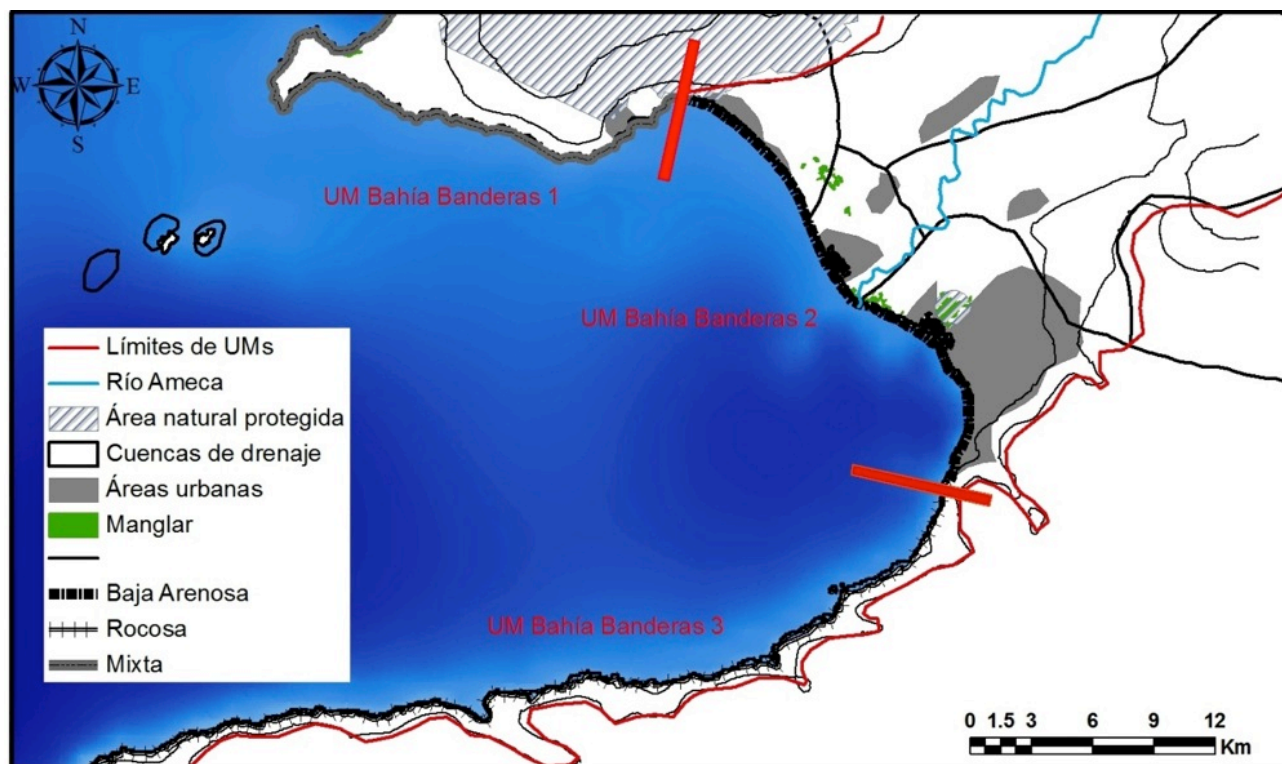 N
W E
S
UM Bahía Banderas 1
UM Bahía Banderas 2
Límites de UMs
Río Ameca
Área natural protegida
Cuencas de drenaje
Áreas urbanas
Manglar
Baja Arenosa
Rocosa
Mixta
UM Bahía Banderas 3
0 1.5 3 6 9 12
Km